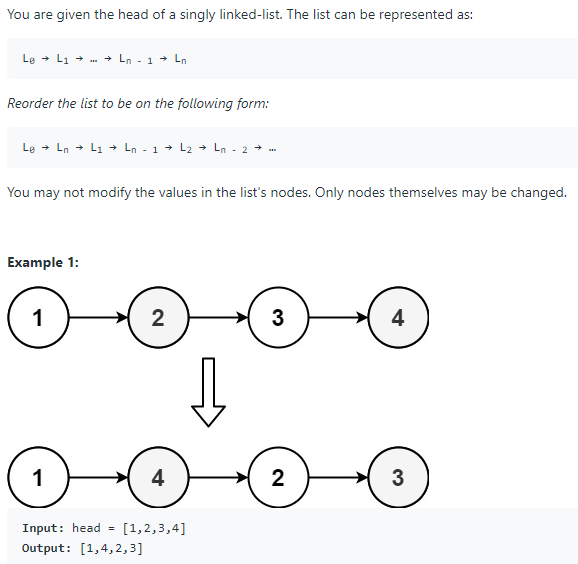 You are given the head of a singly linked-list. The list can be represented as:
L₀ → L₁ → … → Lₙ ₋ ₁ → Lₙ
Reorder the list to be on the following form:
L₀ → Lₙ → L₁ → Lₙ ₋ ₁ → L₂ → Lₙ ₋ ₂ → …
You may not modify the values in the list's nodes. Only nodes themselves may be changed.
Example 1:
1 2 3 4
1 4 2 3
Input: head = [1,2,3,4]
Output: [1,4,2,3]